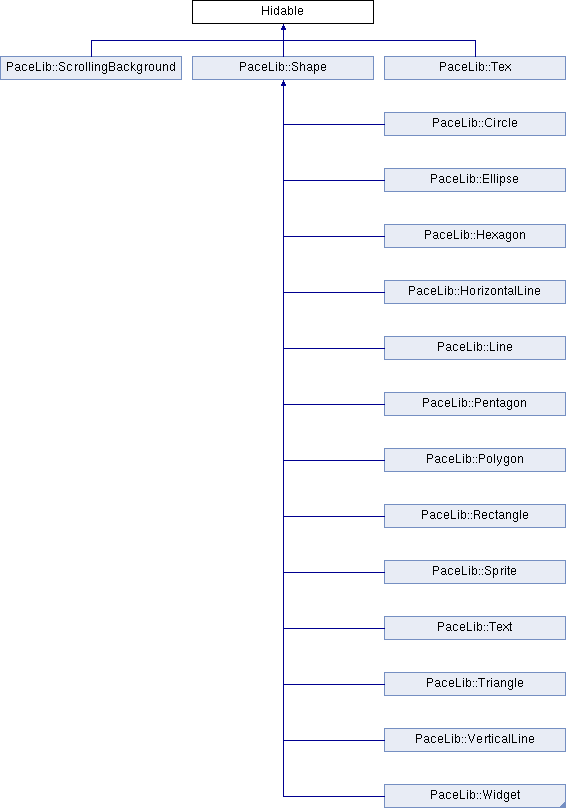 Hidable
PaceLib::ScrollingBackground
PaceLib::Shape
PaceLib::Tex
PaceLib::Circle
PaceLib::Ellipse
PaceLib::Hexagon
PaceLib::HorizontalLine
PaceLib::Line
PaceLib::Pentagon
PaceLib::Polygon
PaceLib::Rectangle
PaceLib::Sprite
PaceLib::Text
PaceLib::Triangle
PaceLib::VerticalLine
PaceLib::Widget